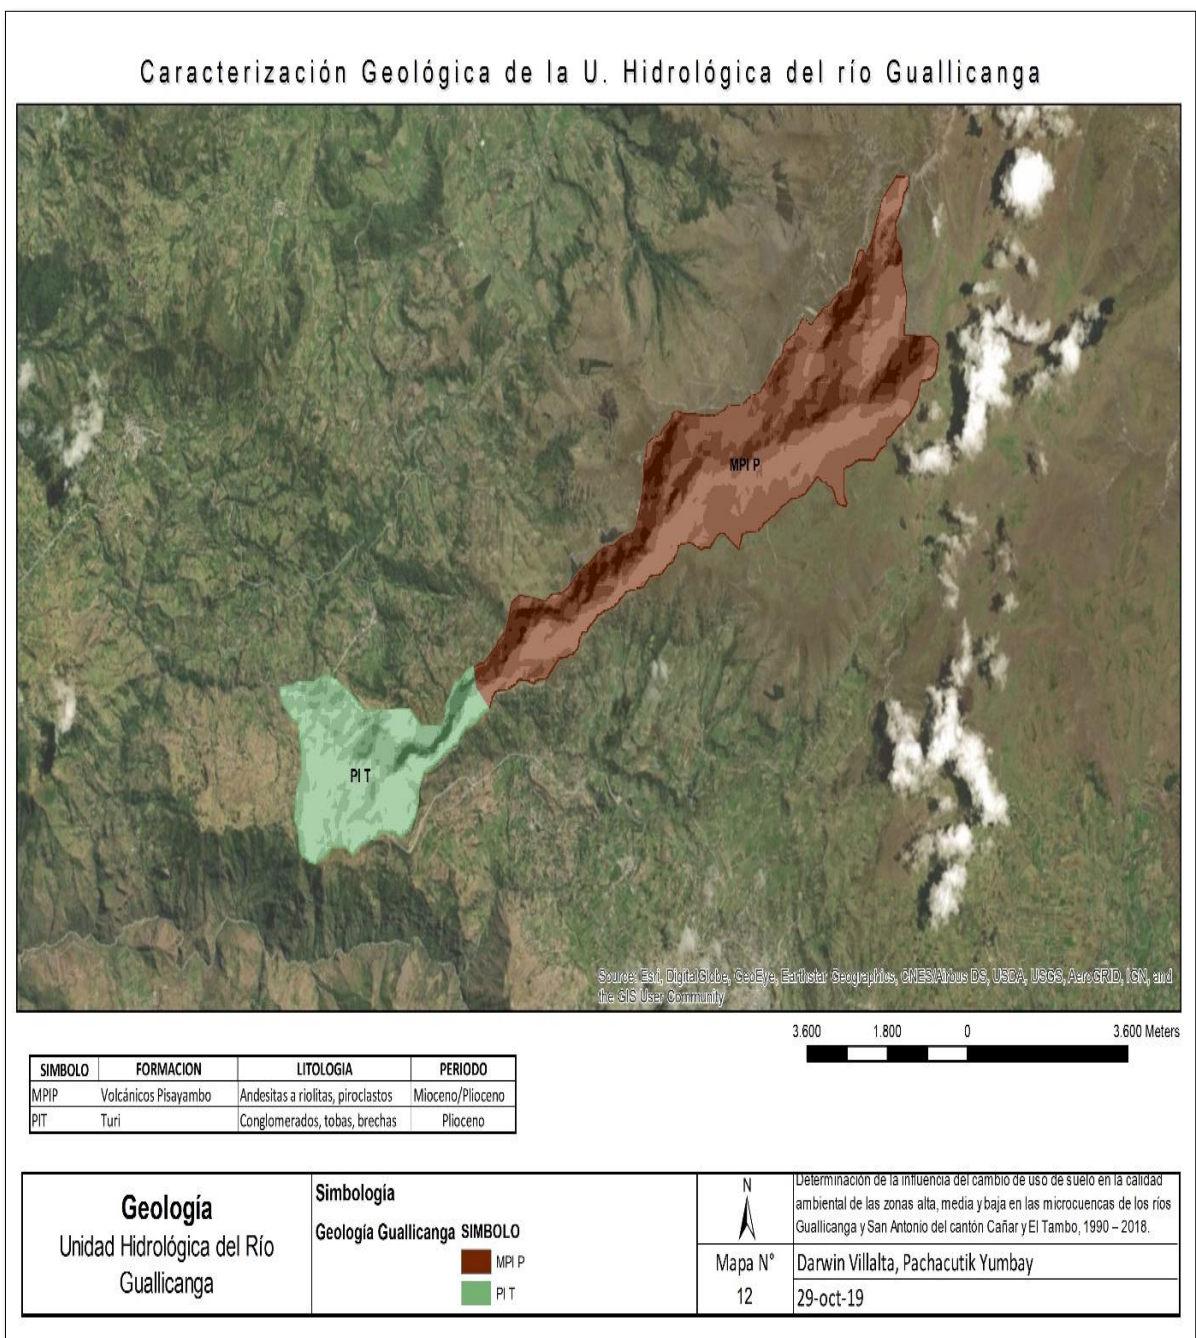 Caracterización Geológica de la U. Hidrológica del río Guallicanga
MPI P
PI T
Source: Esri, DigitalGlobe, GeoEye, Earthstar Geographics, CNES/Airbus DS, USDA, USGS, AeroGRID, IGN, and
the GIS User Community
3.600 1.800 0 3.600 Meters
SIMBOLO FORMACION LITOLOGIA PERIODO
MPIP Volcánicos Pisayambo Andesitas a riolitas, piroclastos Mioceno/Plioceno
PIT Turi Conglomerados, tobas, brechas Plioceno
Geología
Unidad Hidrológica del Río
Guallicanga
Simbología
Geología Guallicanga SIMBOLO
MPI P
PI T
N
Determinación de la influencia del cambio de uso de suelo en la calidad
ambiental de las zonas alta, media y baja en las microcuencas de los ríos
Guallicanga y San Antonio del cantón Cañar y El Tambo, 1990 – 2018.
Mapa N°
12
Darwin Villalta, Pachacutik Yumbay
29-oct-19